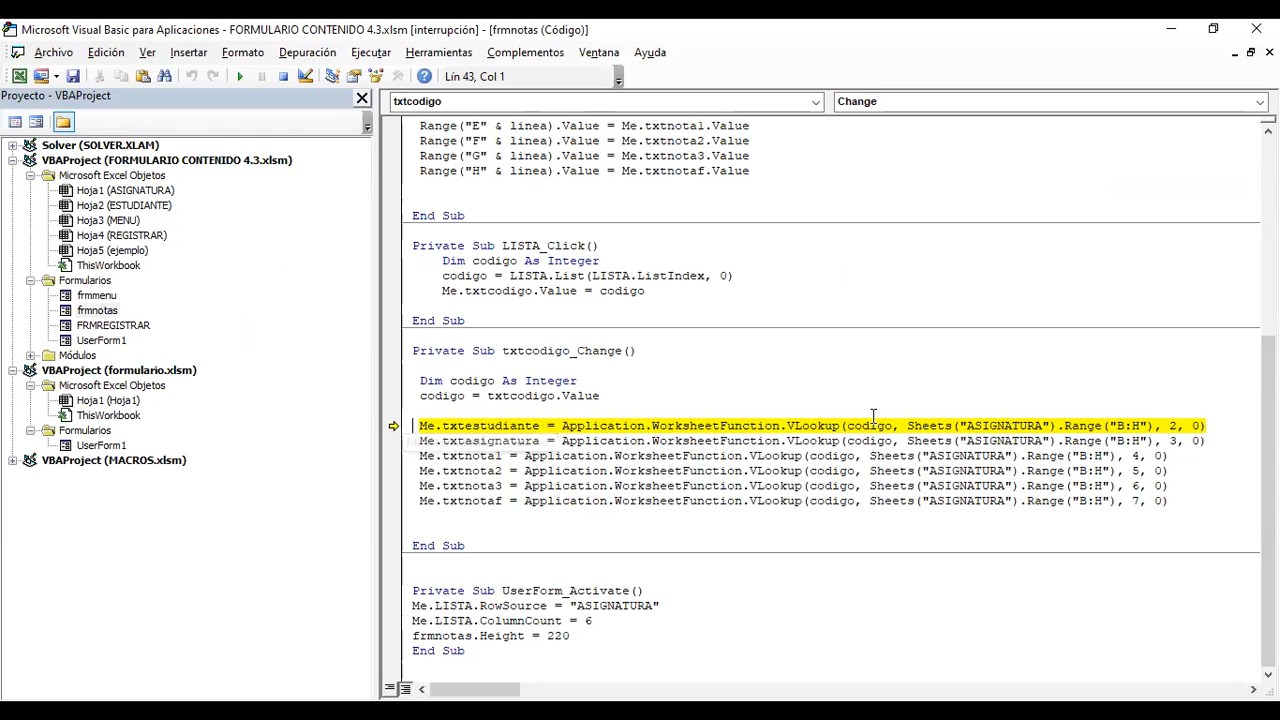 Microsoft Visual Basic para Aplicaciones - FORMULARIO CONTENIDO 4.3.xlsm [interrupción] - [frmnotas (Código)]
Archivo Edición Ver Insertar Formato Depuración Ejecutar Herramientas Complementos Ventana Ayuda
Lín 43, Col 1
Proyecto - VBAProject
Solver (SOLVER.XLAM)
VBAProject (FORMULARIO CONTENIDO 4.3.xlsm)
Microsoft Excel Objetos
Hoja1 (ASIGNATURA)
Hoja2 (ESTUDIANTE)
Hoja3 (MENU)
Hoja4 (REGISTRAR)
Hoja5 (ejemplo)
ThisWorkbook
Formularios
frmmenu
frmnotas
FRMREGISTRAR
UserForm1
Módulos
VBAProject (formulario.xlsm)
Microsoft Excel Objetos
Hoja1 (Hoja1)
ThisWorkbook
Formularios
UserForm1
VBAProject (MACROS.xlsm)
txtcodigo Change
Range("E" & linea).Value = Me.txtnota1.Value
Range("F" & linea).Value = Me.txtnota2.Value
Range("G" & linea).Value = Me.txtnota3.Value
Range("H" & linea).Value = Me.txtnotaf.Value
End Sub
Private Sub LISTA_Click()
Dim codigo As Integer
codigo = LISTA.List(LISTA.ListIndex, 0)
Me.txtcodigo.Value = codigo
End Sub
Private Sub txtcodigo_Change()
Dim codigo As Integer
codigo = txtcodigo.Value
Me.txtestudiante = Application.WorksheetFunction.VLookup(codigo, Sheets("ASIGNATURA").Range("B:H"), 2, 0)
Me.txtasignatura = Application.WorksheetFunction.VLookup(codigo, Sheets("ASIGNATURA").Range("B:H"), 3, 0)
Me.txtnota1 = Application.WorksheetFunction.VLookup(codigo, Sheets("ASIGNATURA").Range("B:H"), 4, 0)
Me.txtnota2 = Application.WorksheetFunction.VLookup(codigo, Sheets("ASIGNATURA").Range("B:H"), 5, 0)
Me.txtnota3 = Application.WorksheetFunction.VLookup(codigo, Sheets("ASIGNATURA").Range("B:H"), 6, 0)
Me.txtnotaf = Application.WorksheetFunction.VLookup(codigo, Sheets("ASIGNATURA").Range("B:H"), 7, 0)
End Sub
Private Sub UserForm_Activate()
Me.LISTA.RowSource = "ASIGNATURA"
Me.LISTA.ColumnCount = 6
frmnotas.Height = 220
End Sub